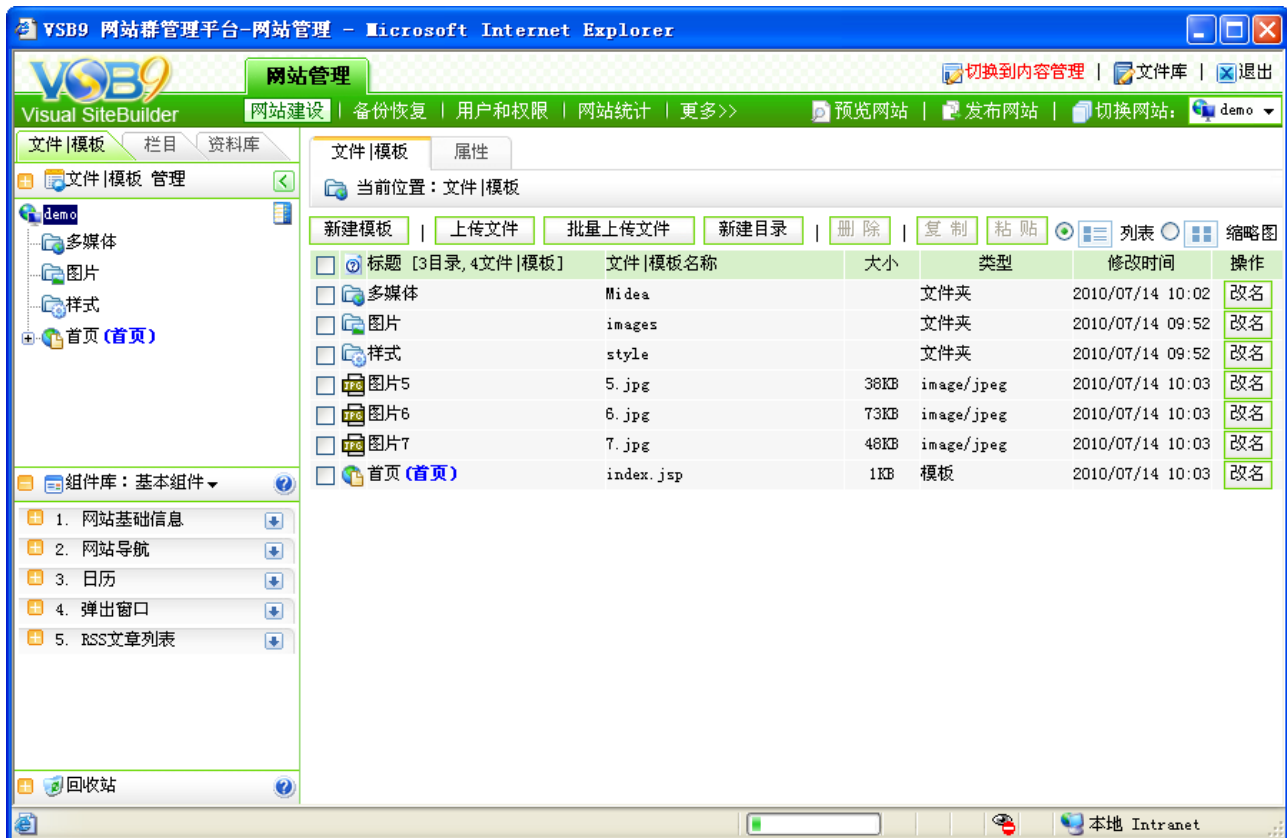 VSB9 网站群管理平台-网站管理 - Microsoft Internet Explorer
VSB9 网站管理 切换到内容管理 | 文件库 | 退出
Visual SiteBuilder 网站建设 | 备份恢复 | 用户和权限 | 网站统计 | 更多>> 预览网站 | 发布网站 | 切换网站: demo
文件|模板 栏目 资料库
文件|模板 管理
demo
多媒体
图片
样式
首页(首页)
组件库：基本组件
1. 网站基础信息
2. 网站导航
3. 日历
4. 弹出窗口
5. RSS文章列表
回收站
文件|模板 属性
当前位置：文件|模板
新建模板 | 上传文件 批量上传文件 新建目录 | 删 除 | 复 制 粘 贴 列表 缩略图
标题 [3目录,4文件|模板] 文件|模板名称 大小 类型 修改时间 操作
多媒体 Midea 文件夹 2010/07/14 10:02 改名
图片 images 文件夹 2010/07/14 09:52 改名
样式 style 文件夹 2010/07/14 09:52 改名
JPG 图片5 5.jpg 38KB image/jpeg 2010/07/14 10:03 改名
JPG 图片6 6.jpg 73KB image/jpeg 2010/07/14 10:03 改名
JPG 图片7 7.jpg 48KB image/jpeg 2010/07/14 10:03 改名
首页(首页) index.jsp 1KB 模板 2010/07/14 10:03 改名
本地 Intranet